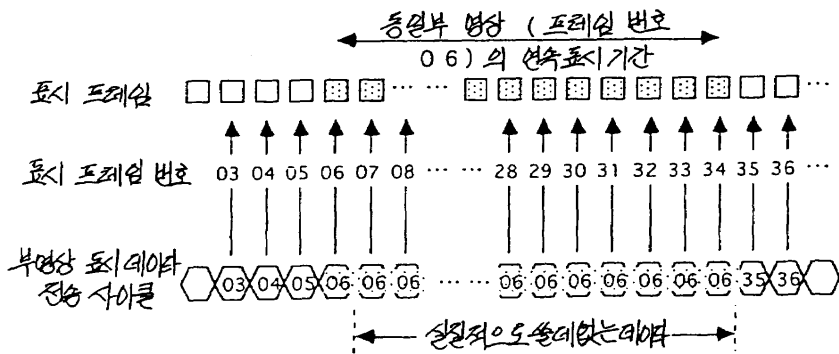 동일부 영상 ( 프레임 번호
06 ) 의 연속표시 기간
표시 프레임 ... ... ...
표시 프레임 번호 03 04 05 06 07 08 ... ... 28 29 30 31 32 33 34 35 36 ...
부영상 표시 데이타
전송 사이클 03 04 05 06 06 06 ... ... 06 06 06 06 06 06 06 35 36
실질적으로 쓸데없는 데이타